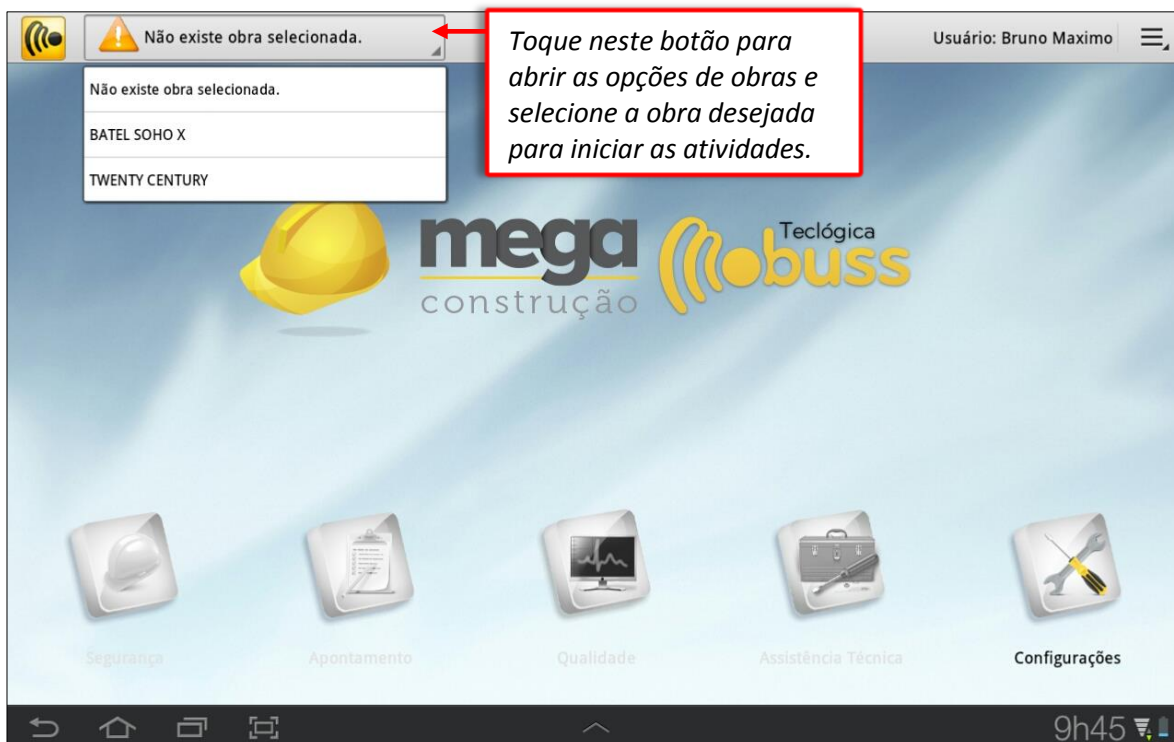 Não existe obra selecionada.
Usuário: Bruno Maximo
Toque neste botão para
abrir as opções de obras e
selecione a obra desejada
para iniciar as atividades.
Não existe obra selecionada.
BATEL SOHO X
TWENTY CENTURY
mega
construção
Teclógica
mobuss
Segurança
Apontamento
Qualidade
Assistência Técnica
Configurações
9h45